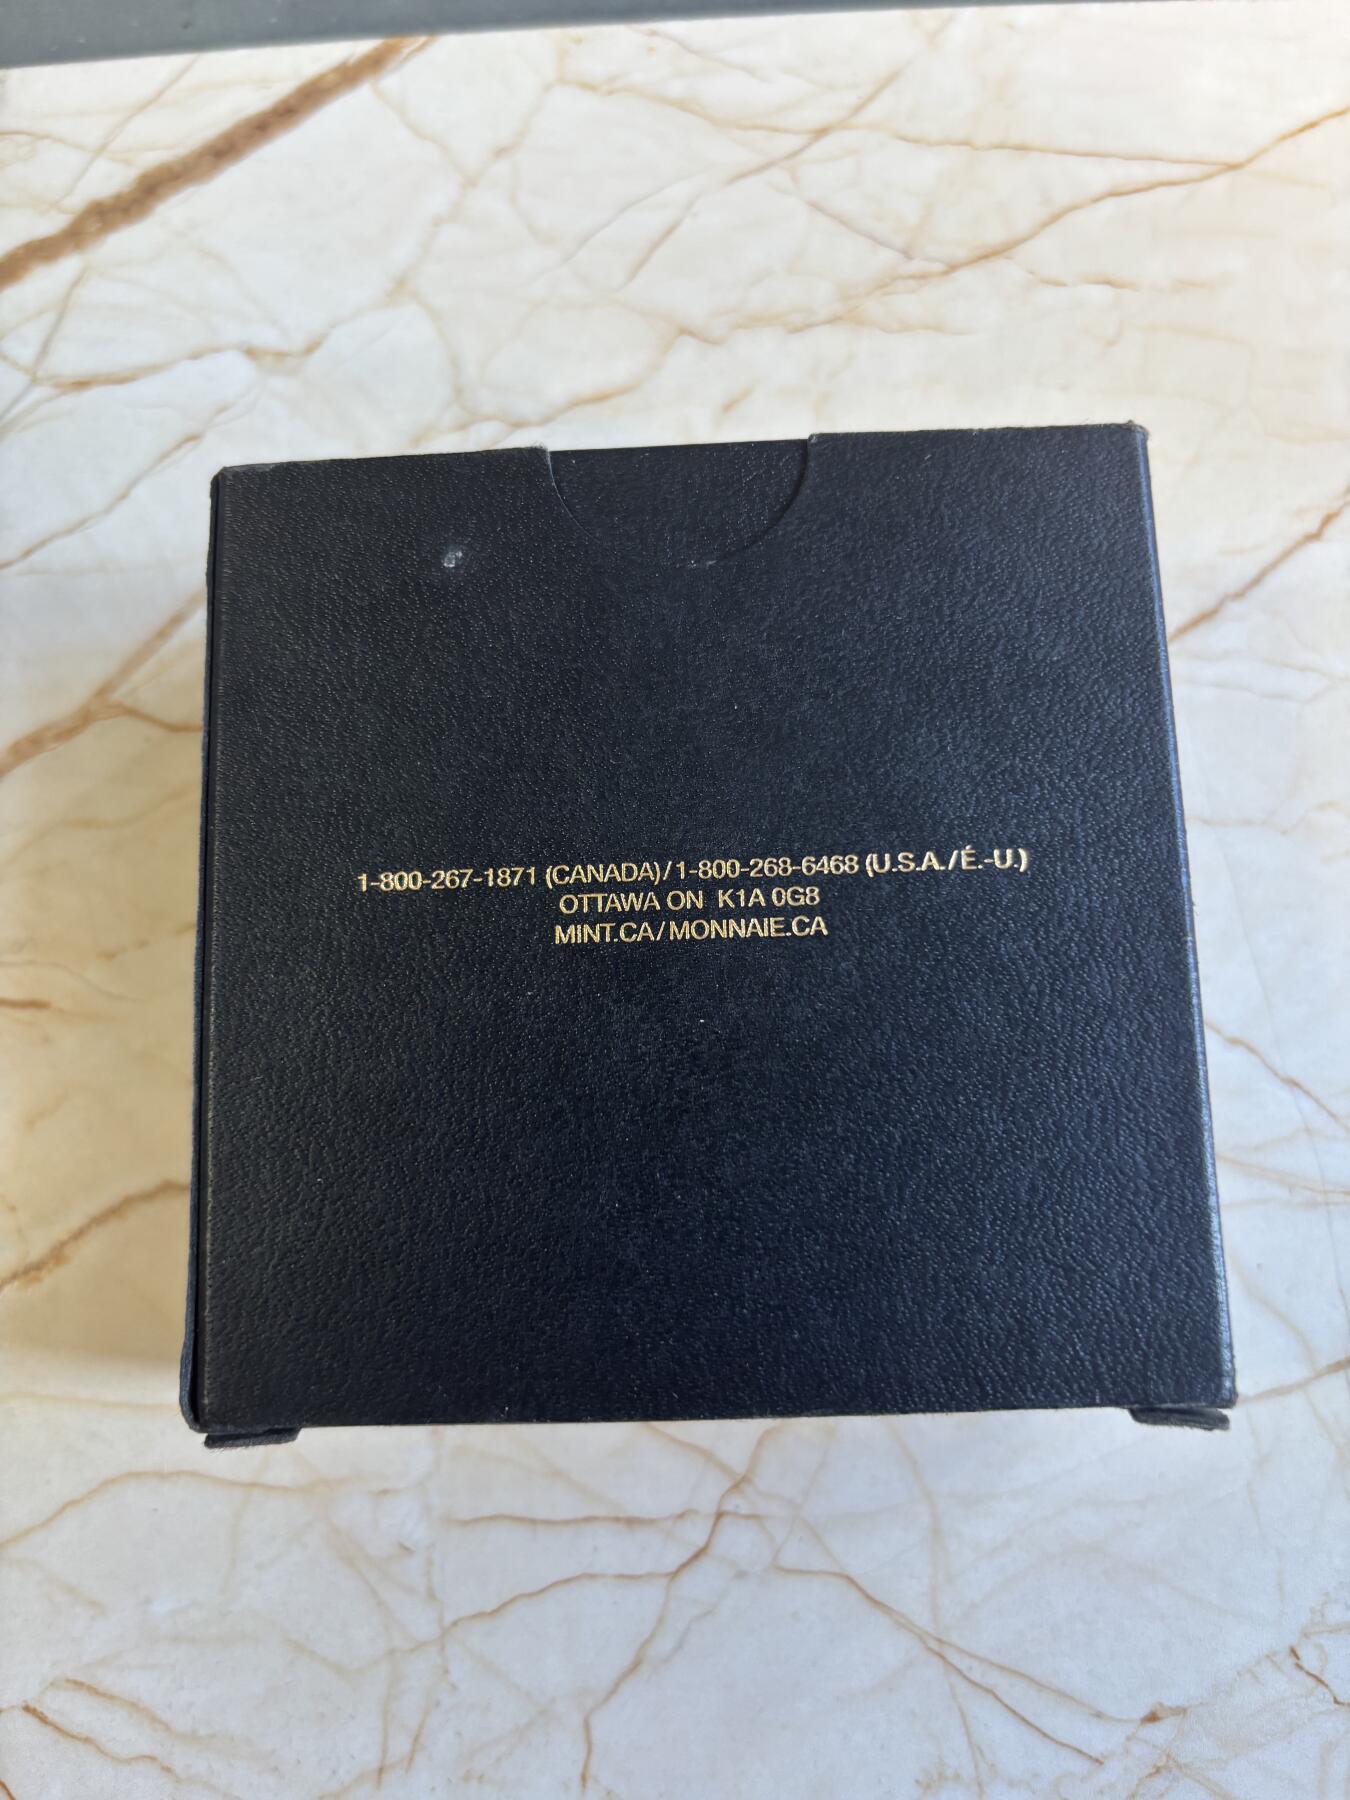 1-800-267-1871 (CANADA)/1-800-268-6468 (U.S.A./É.-U.)
OTTAWA ON K1A 0G8
MINT.CA/MONNAIE.CA